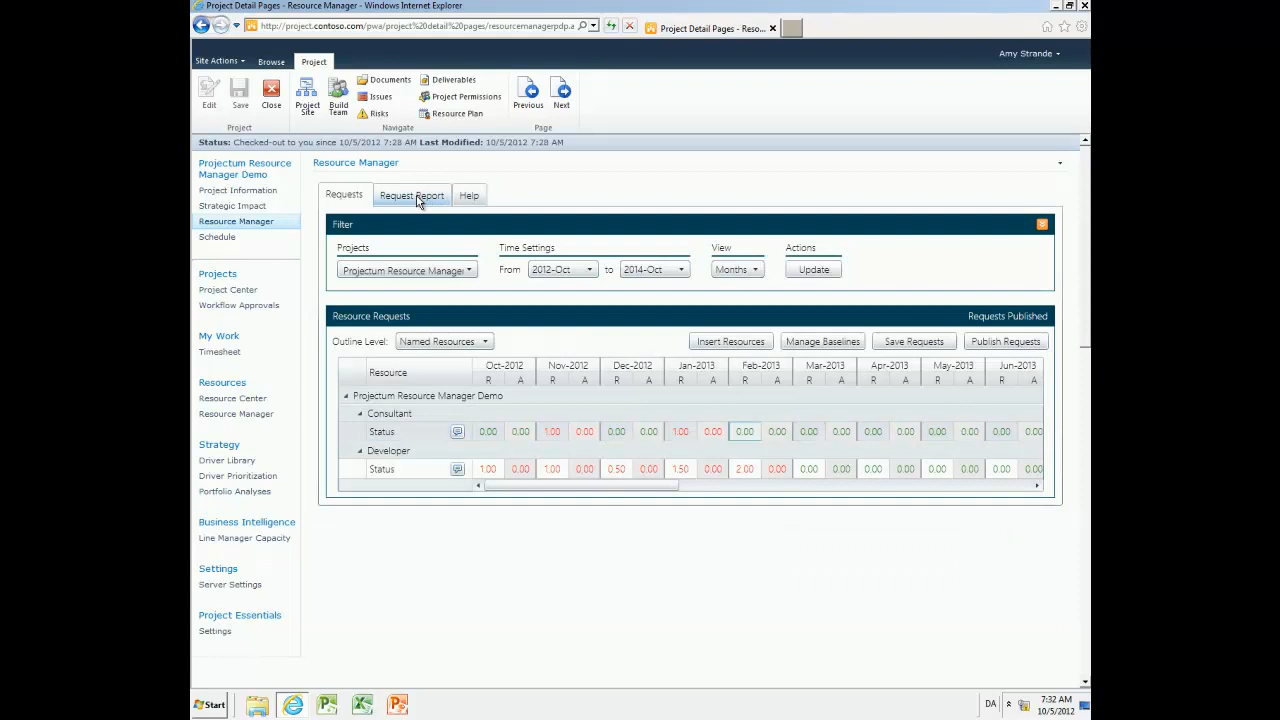 Project Detail Pages - Resource Manager - Windows Internet Explorer
http://project.contoso.com/pwa/project%20detail%20pages/resourcemanagerpdp.a
Project Detail Pages - Reso...
Site Actions Browse Project
Amy Strande
Edit Save Close Project Site Build Team
Documents Deliverables
Issues Project Permissions
Risks Resource Plan
Previous Next
Project Navigate Page
Status: Checked-out to you since 10/5/2012 7:28 AM Last Modified: 10/5/2012 7:28 AM
Projectum Resource Manager Demo
Project Information
Strategic Impact
Resource Manager
Schedule
Projects
Project Center
Workflow Approvals
My Work
Timesheet
Resources
Resource Center
Resource Manager
Strategy
Driver Library
Driver Prioritization
Portfolio Analyses
Business Intelligence
Line Manager Capacity
Settings
Server Settings
Project Essentials
Settings
Resource Manager
Requests Request Report Help
Filter
Projects Time Settings View Actions
Projectum Resource Manager From 2012-Oct to 2014-Oct Months Update
Resource Requests Requests Published
Outline Level: Named Resources Insert Resources Manage Baselines Save Requests Publish Requests
Resource Oct-2012 Nov-2012 Dec-2012 Jan-2013 Feb-2013 Mar-2013 Apr-2013 May-2013 Jun-2013
R A R A R A R A R A R A R A R A R A
Projectum Resource Manager Demo
Consultant
Status 0.00 0.00 1.00 0.00 0.00 0.00 1.00 0.00 0.00 0.00 0.00 0.00 0.00 0.00 0.00 0.00 0.00 0.00
Developer
Status 1.00 0.00 1.00 0.00 0.50 0.00 1.50 0.00 2.00 0.00 0.00 0.00 0.00 0.00 0.00 0.00 0.00 0.00
Start
DA 7:32 AM
10/5/2012